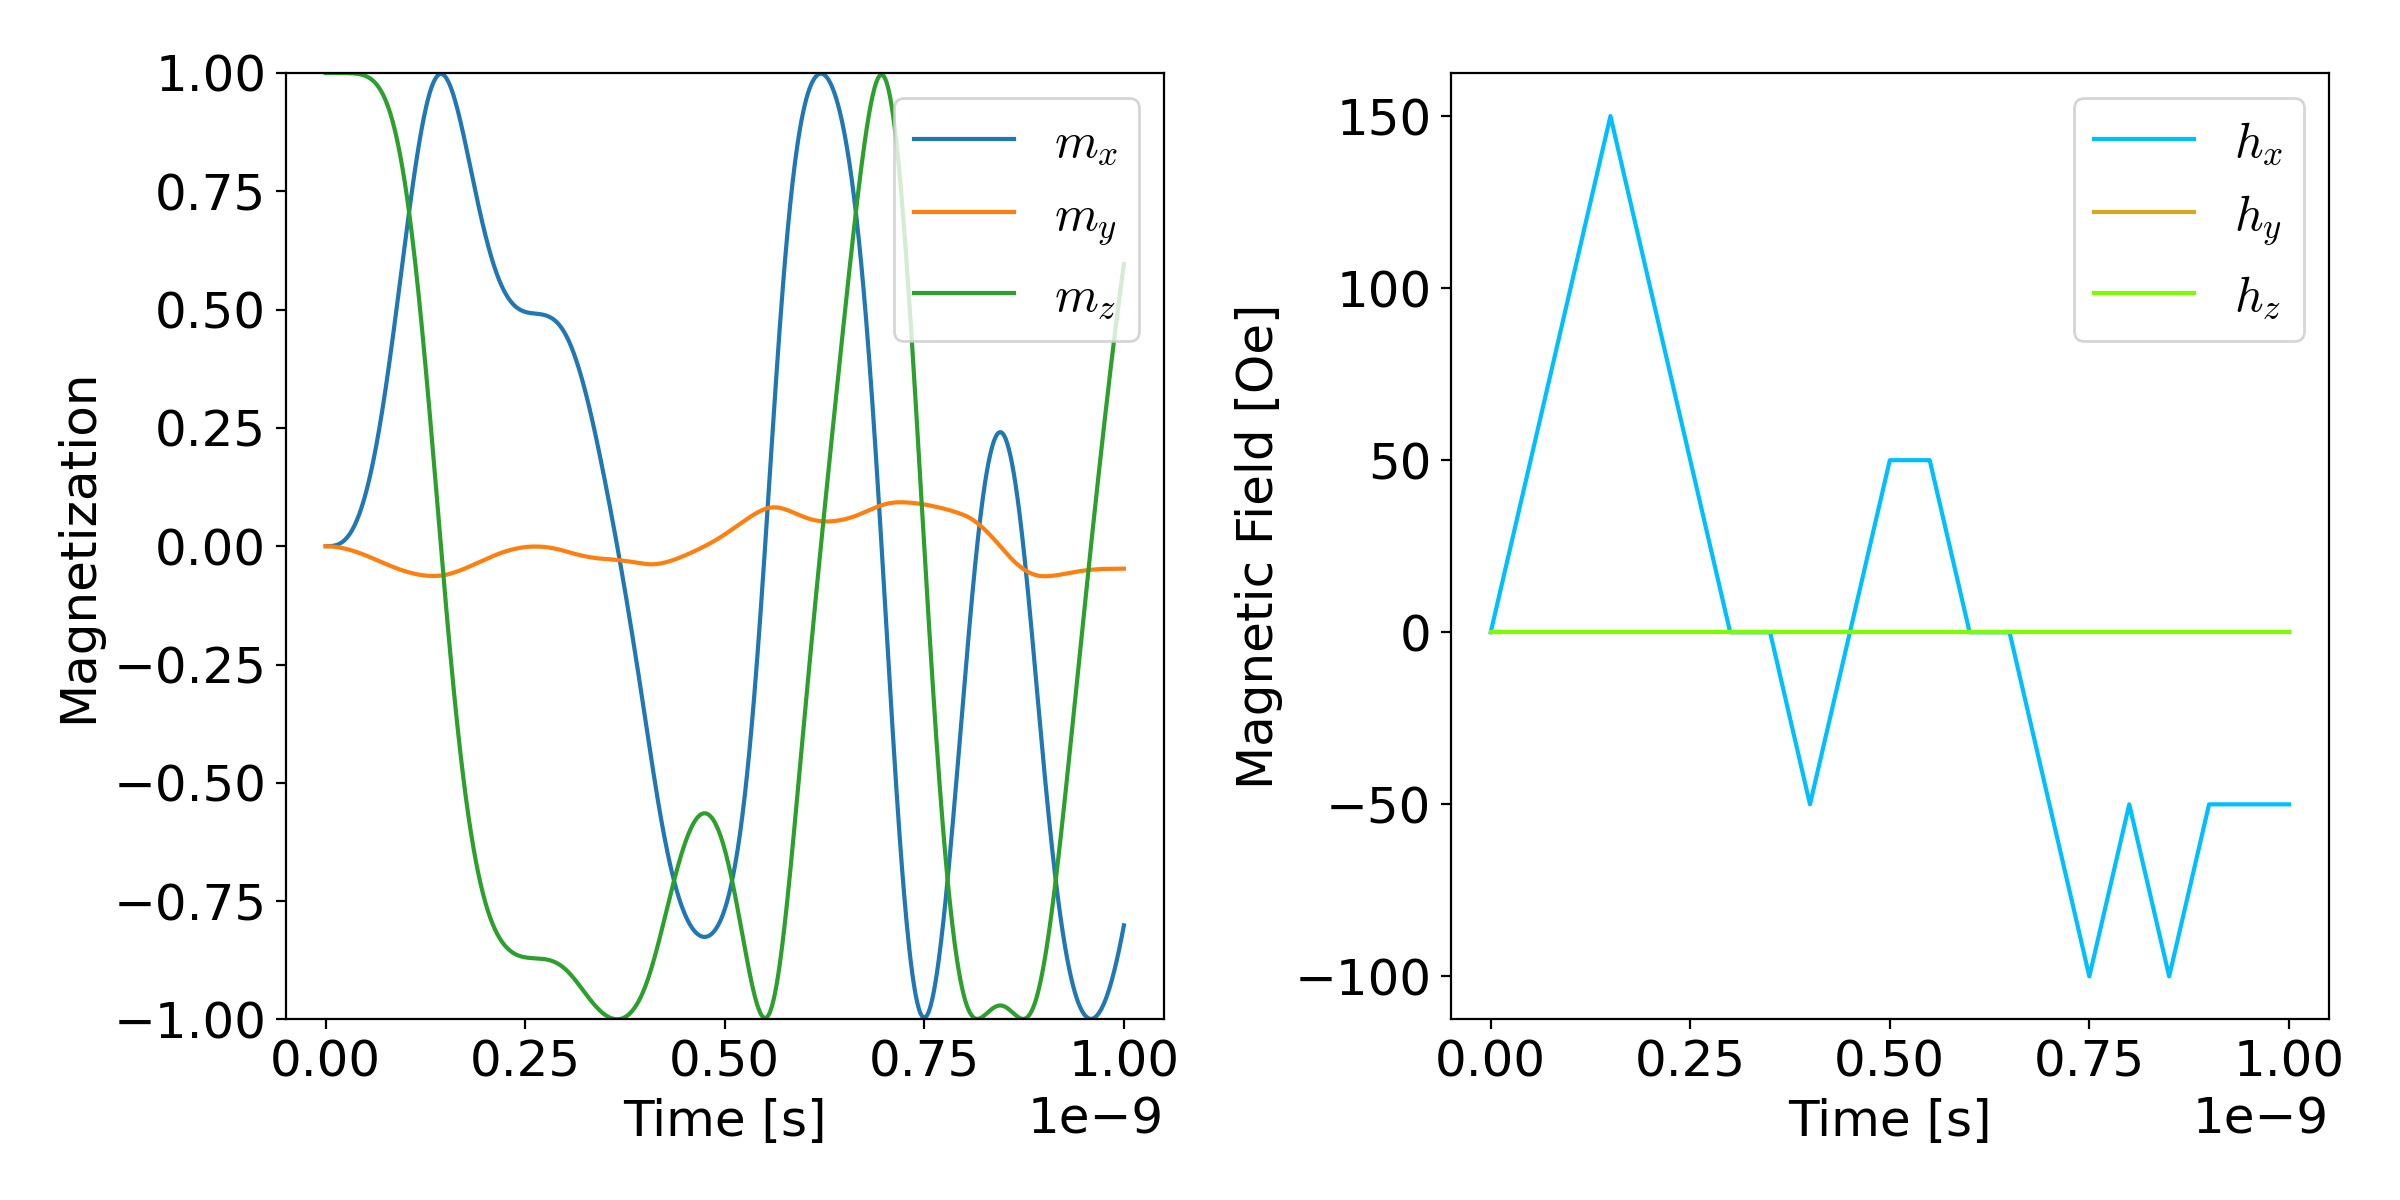 Magnetization
1.00
0.75
0.50
0.25
0.00
−0.25
−0.50
−0.75
−1.00
0.00 0.25 0.50 0.75 1.00
Time [s]
1e−9
m_x
m_y
m_z
Magnetic Field [Oe]
150
100
50
0
−50
−100
0.00 0.25 0.50 0.75 1.00
Time [s]
1e−9
h_x
h_y
h_z